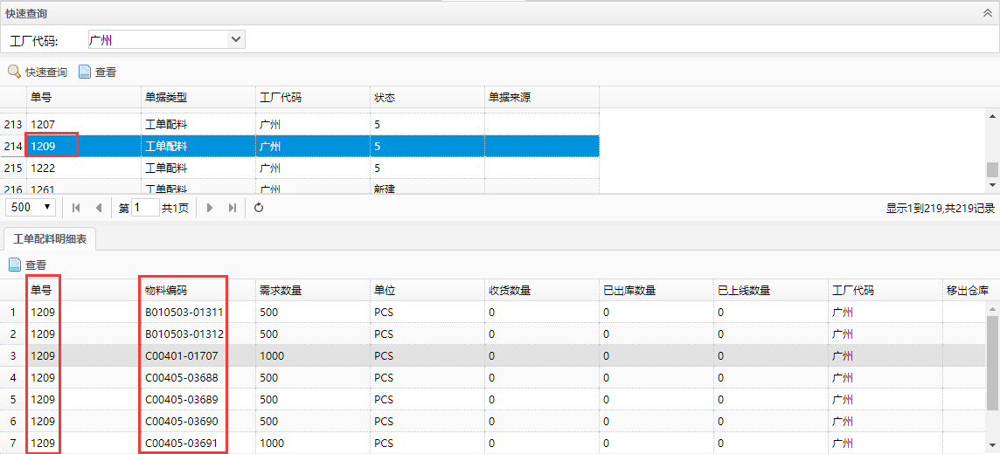 快速查询
工厂代码: 广州
快速查询 查看
单号 单据类型 工厂代码 状态 单据来源
213 1207 工单配料 广州 5
214 1209 工单配料 广州 5
215 1222 工单配料 广州 5
216 1261 工单配料 广州 新建
500 第 1 共1页 显示1到219,共219记录
工单配料明细表
查看
单号 物料编码 需求数量 单位 收货数量 已出库数量 已上线数量 工厂代码 移出仓库
1 1209 B010503-01311 500 PCS 0 0 0 广州
2 1209 B010503-01312 500 PCS 0 0 0 广州
3 1209 C00401-01707 1000 PCS 0 0 0 广州
4 1209 C00405-03688 500 PCS 0 0 0 广州
5 1209 C00405-03689 500 PCS 0 0 0 广州
6 1209 C00405-03690 500 PCS 0 0 0 广州
7 1209 C00405-03691 1000 PCS 0 0 0 广州